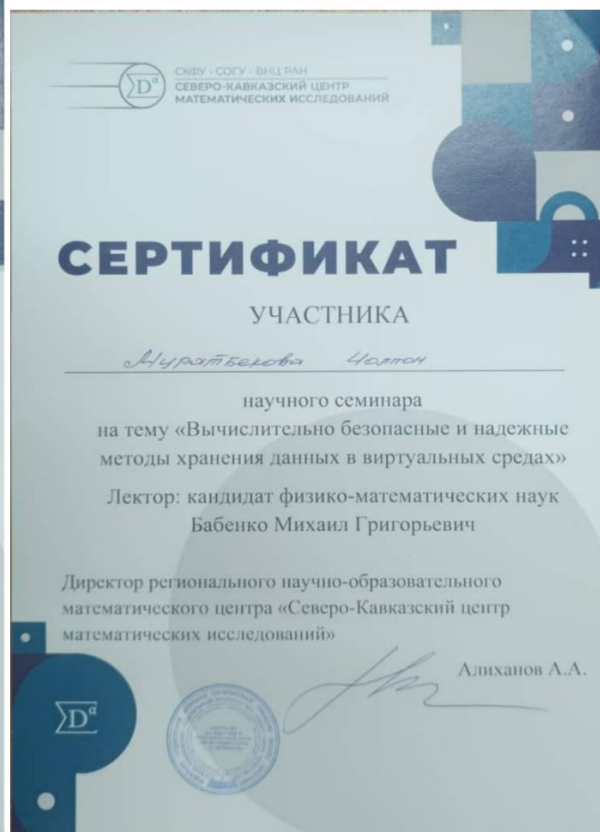 СКФУ - СОГУ - ВНЦ РАН
СЕВЕРО-КАВКАЗСКИЙ ЦЕНТР
МАТЕМАТИЧЕСКИХ ИССЛЕДОВАНИЙ
∑Dα
СЕРТИФИКАТ
УЧАСТНИКА
Муратбекова Чолпон
научного семинара
на тему «Вычислительно безопасные и надежные
методы хранения данных в виртуальных средах»
Лектор: кандидат физико-математических наук
Бабенко Михаил Григорьевич
Директор регионального научно-образовательного
математического центра «Северо-Кавказский центр
математических исследований»
Алиханов А.А.
∑Dα